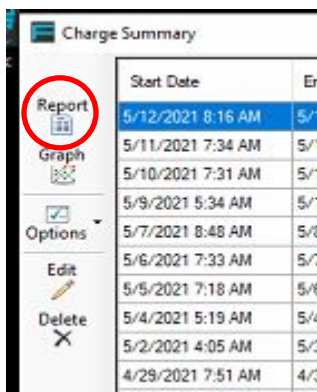 Charge Summary
Report
Graph
Options
Edit
Delete
Start Date
5/12/2021 8:16 AM
5/11/2021 7:34 AM
5/10/2021 7:31 AM
5/9/2021 5:34 AM
5/7/2021 8:48 AM
5/6/2021 7:33 AM
5/5/2021 7:18 AM
5/4/2021 5:19 AM
5/2/2021 4:05 AM
4/29/2021 7:51 AM